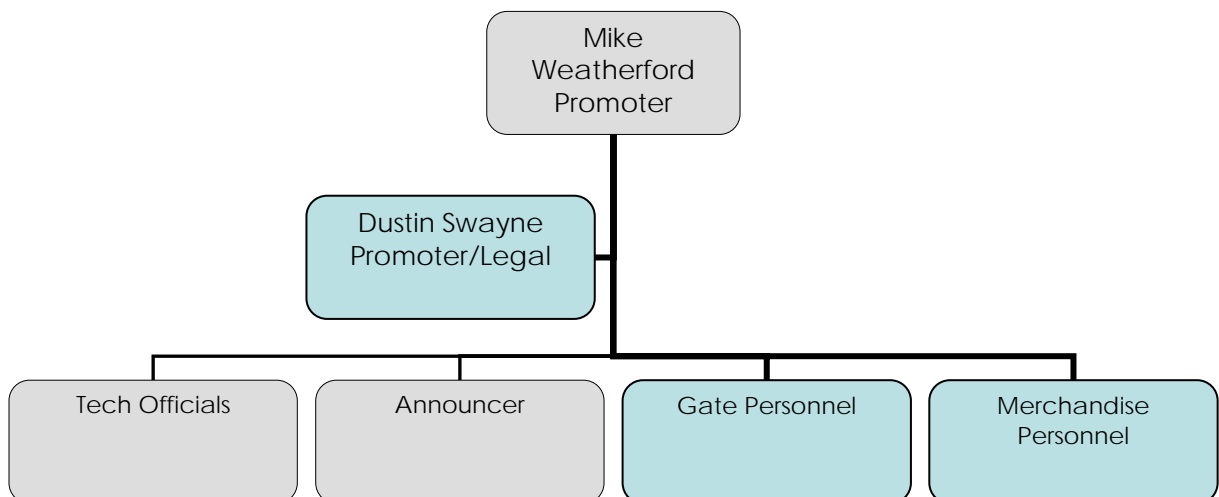 Mike
Weatherford
Promoter
Dustin Swayne
Promoter/Legal
Tech Officials
Announcer
Gate Personnel
Merchandise
Personnel